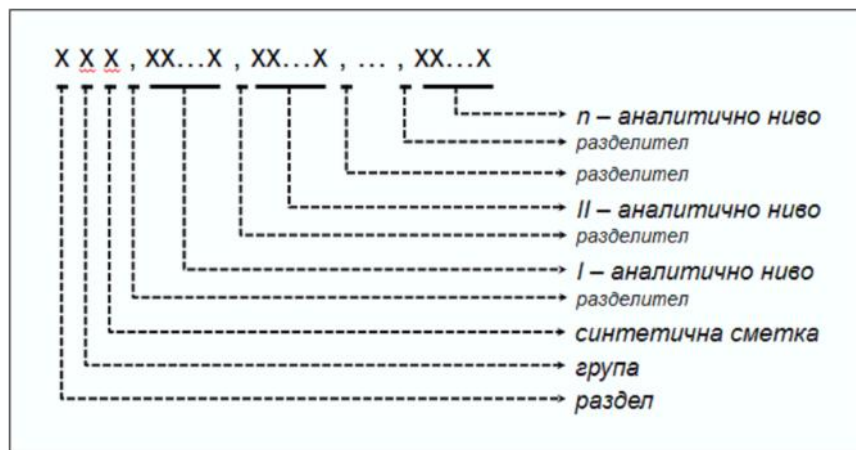 X X X , XX...X , XX...X , ... , XX...X
n – аналитично ниво
разделител
разделител
II – аналитично ниво
разделител
I – аналитично ниво
разделител
синтетична сметка
група
раздел